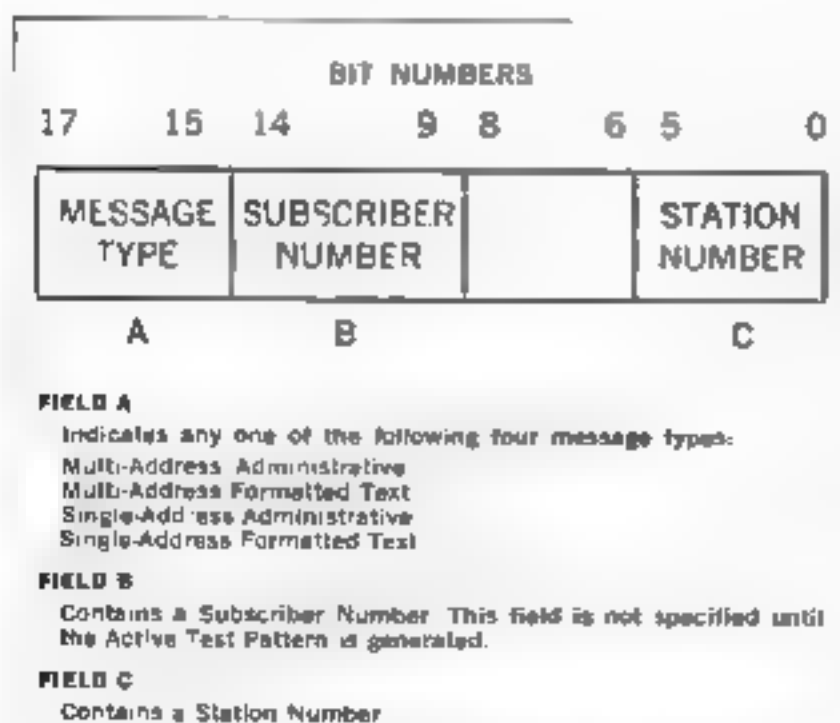 BIT NUMBERS
17 15 14 9 8 6 5 0
MESSAGE TYPE
SUBSCRIBER NUMBER
STATION NUMBER
A B C
FIELD A
Indicates any one of the following four message types:
Multi-Address Administrative
Multi-Address Formatted Text
Single-Address Administrative
Single-Address Formatted Text
FIELD B
Contains a Subscriber Number This field is not specified until
the Active Test Pattern is generated.
FIELD C
Contains a Station Number